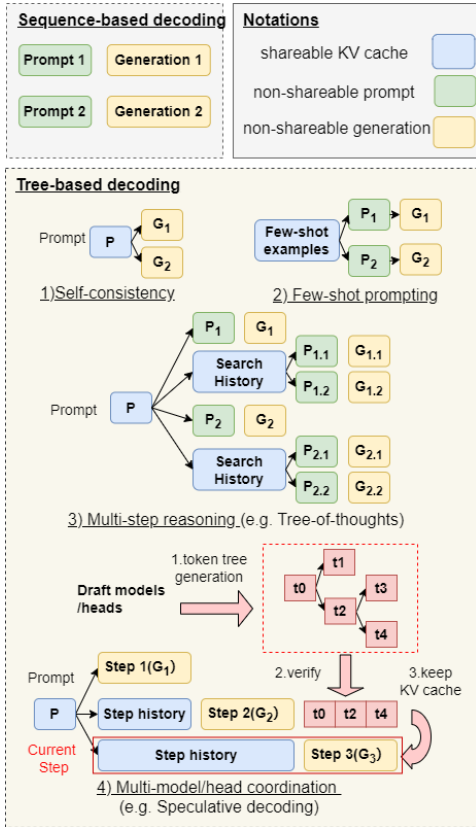 Sequence-based decoding
Prompt 1
Generation 1
Prompt 2
Generation 2
Notations
shareable KV cache
non-shareable prompt
non-shareable generation
Tree-based decoding
Prompt
P
G1
G2
1)Self-consistency
Few-shot
examples
P1
G1
P2
G2
2) Few-shot prompting
Prompt
P
P1
G1
Search
History
P1.1
G1.1
P1.2
G1.2
P2
G2
Search
History
P2.1
G2.1
P2.2
G2.2
3) Multi-step reasoning (e.g. Tree-of-thoughts)
Draft models
/heads
1.token tree
generation
t0
t1
t2
t3
t4
2.verify
3.keep
KV cache
t0 t2 t4
Prompt
P
Current
Step
Step 1(G1)
Step history
Step 2(G2)
Step history
Step 3(G3)
4) Multi-model/head coordination
(e.g. Speculative decoding)